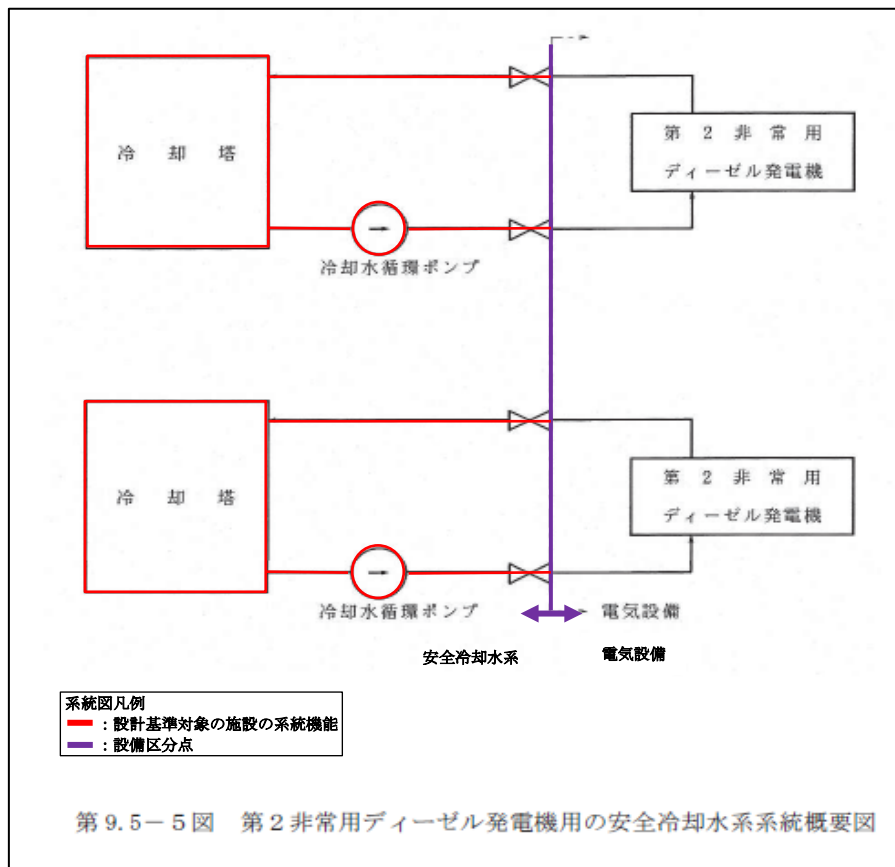 冷却塔
第2非常用
ディーゼル発電機
冷却水循環ポンプ
冷却塔
第2非常用
ディーゼル発電機
冷却水循環ポンプ
電気設備
安全冷却水系
電気設備
系統図凡例
：設計基準対象の施設の系統機能
：設備区分点
第9.5－5図　第2非常用ディーゼル発電機用の安全冷却水系系統概要図